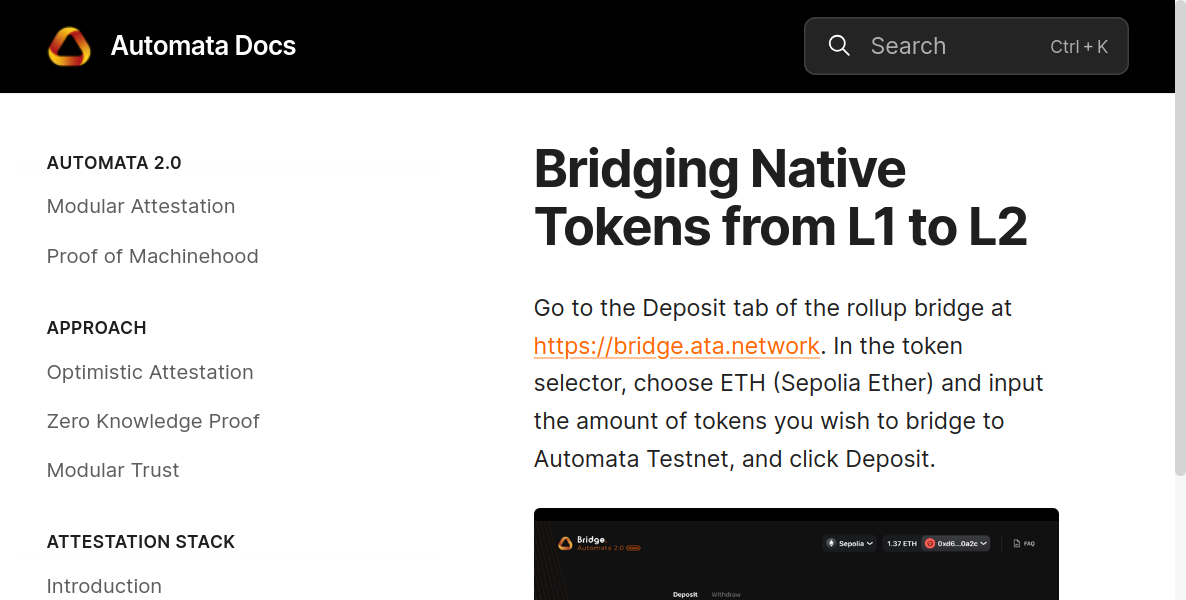 Automata Docs
Search
Ctrl + K
AUTOMATA 2.0
Modular Attestation
Proof of Machinehood
APPROACH
Optimistic Attestation
Zero Knowledge Proof
Modular Trust
ATTESTATION STACK
Introduction
Bridging Native
Tokens from L1 to L2
Go to the Deposit tab of the rollup bridge at
https://bridge.ata.network. In the token
selector, choose ETH (Sepolia Ether) and input
the amount of tokens you wish to bridge to
Automata Testnet, and click Deposit.
Bridge
Automata 2.0
Sepolia
1.37 ETH
0xd6...0a2c
FAQ
Deposit
Withdraw